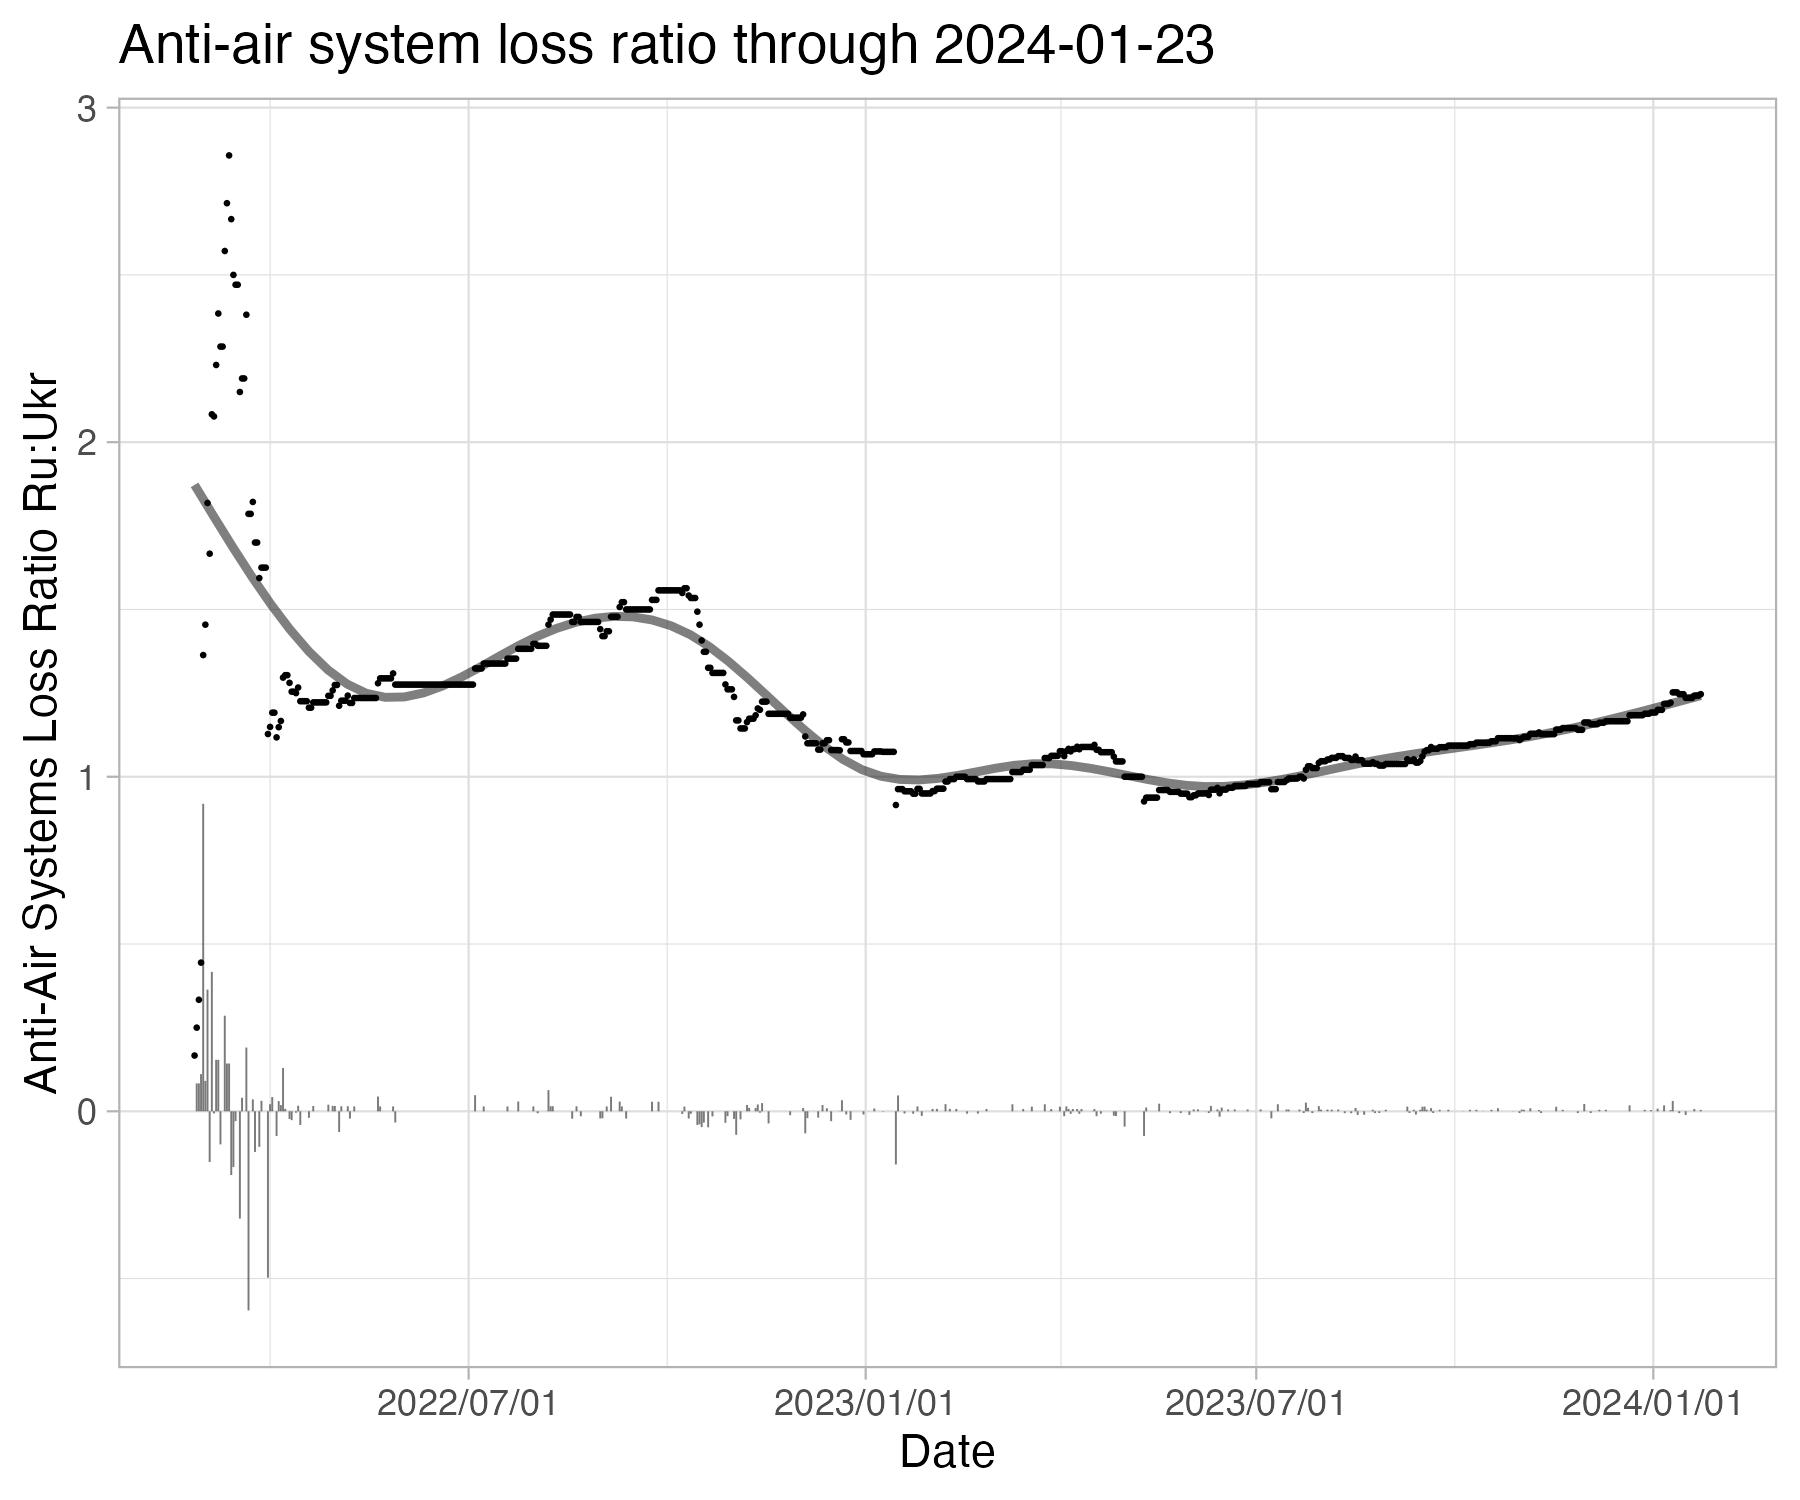 Anti-air system loss ratio through 2024-01-23
Anti-Air Systems Loss Ratio Ru:Ukr
3
2
1
0
2022/07/01
2023/01/01
2023/07/01
2024/01/01
Date